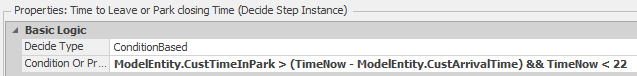 Properties: Time to Leave or Park closing Time (Decide Step Instance)
Basic Logic
Decide Type ConditionBased
Condition Or Pr... ModelEntity.CustTimeInPark > (TimeNow - ModelEntity.CustArrivalTime) && TimeNow < 22